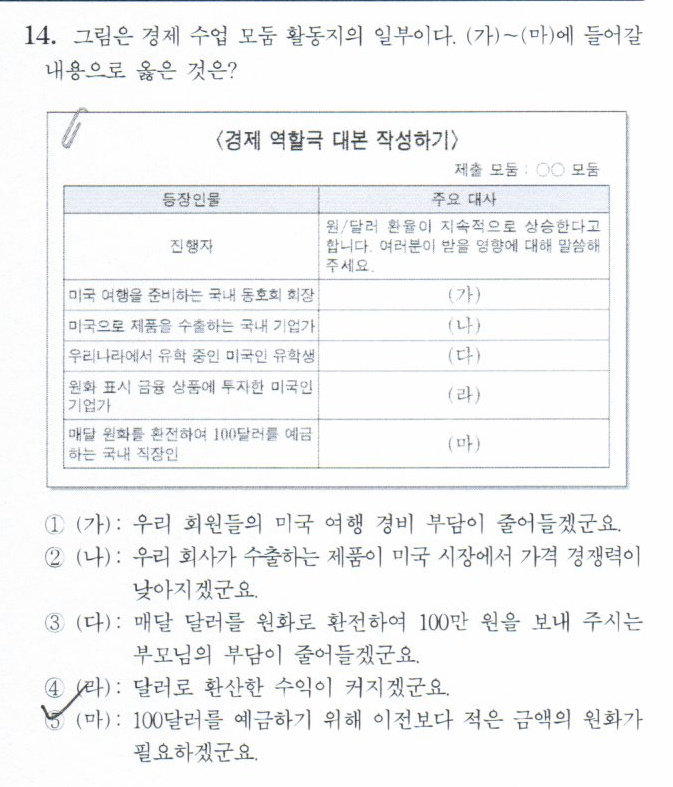 14. 그림은 경제 수업 모둠 활동지의 일부이다. (가)~(마)에 들어갈
내용으로 옳은 것은?
〈경제 역할극 대본 작성하기〉
제출 모둠 : ○○ 모둠
등장인물 주요 대사
진행자
원/달러 환율이 지속적으로 상승한다고
합니다. 여러분이 받을 영향에 대해 말씀해
주세요.
미국 여행을 준비하는 국내 동호회 회장 (가)
미국으로 제품을 수출하는 국내 기업가 (나)
우리나라에서 유학 중인 미국인 유학생 (다)
원화 표시 금융 상품에 투자한 미국인
기업가
(라)
매달 원화를 환전하여 100달러를 예금
하는 국내 직장인
(마)
① (가) : 우리 회원들의 미국 여행 경비 부담이 줄어들겠군요.
② (나) : 우리 회사가 수출하는 제품이 미국 시장에서 가격 경쟁력이
낮아지겠군요.
③ (다) : 매달 달러를 원화로 환전하여 100만 원을 보내 주시는
부모님의 부담이 줄어들겠군요.
④ (라) : 달러로 환산한 수익이 커지겠군요.
⑤ (마) : 100달러를 예금하기 위해 이전보다 적은 금액의 원화가
필요하겠군요.